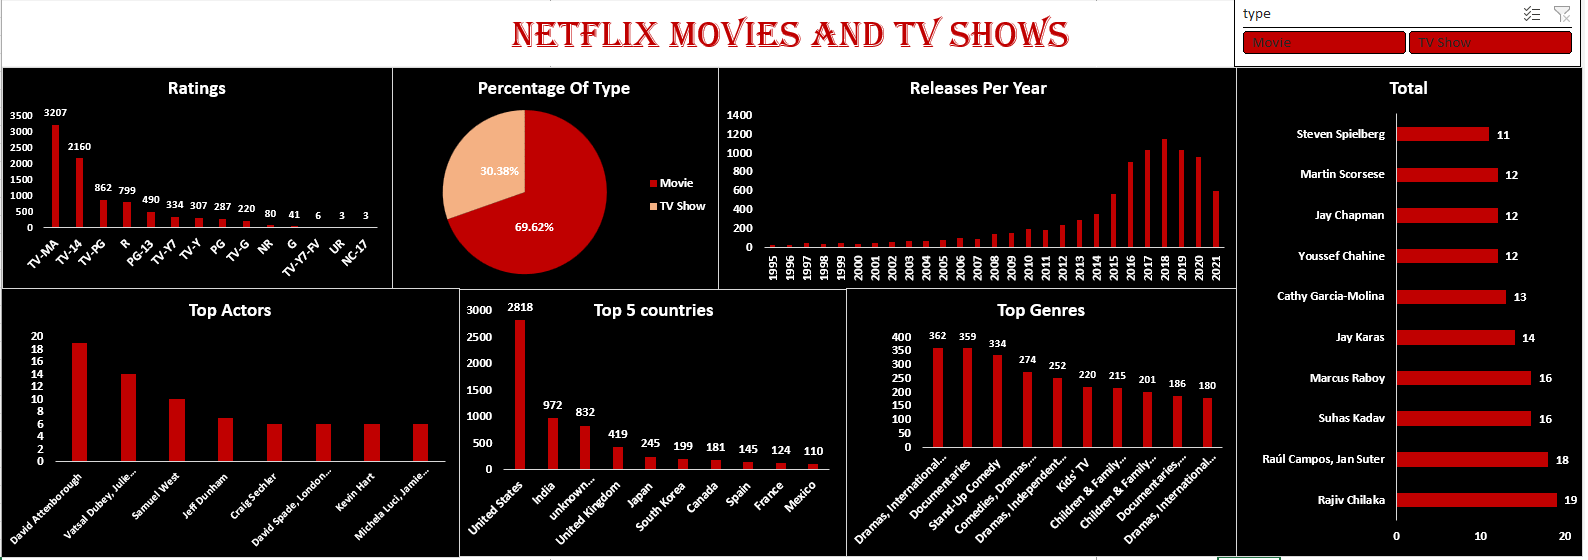 NETFLIX MOVIES AND TV SHOWS
type
Movie
TV Show
Ratings
3500
3000
2500
2000
1500
1000
500
0
3207
2160
862
799
490
334
307
287
220
80
41
6
3
3
TV-MA
TV-14
TV-PG
R
PG-13
TV-Y7
TV-Y
PG
TV-G
NR
G
TV-Y7-FV
UR
NC-17
Percentage Of Type
30.38%
69.62%
Movie
TV Show
Releases Per Year
1400
1200
1000
800
600
400
200
0
1995
1996
1997
1998
1999
2000
2001
2002
2003
2004
2005
2006
2007
2008
2009
2010
2011
2012
2013
2014
2015
2016
2017
2018
2019
2020
2021
Total
Steven Spielberg
11
Martin Scorsese
12
Jay Chapman
12
Youssef Chahine
12
Cathy Garcia-Molina
13
Jay Karas
14
Marcus Raboy
16
Suhas Kadav
16
Raúl Campos, Jan Suter
18
Rajiv Chilaka
19
0
10
20
Top Actors
20
18
16
14
12
10
8
6
4
2
0
David Attenborough
Vatsal Dubey, Julie…
Samuel West
Jeff Dunham
Craig Sechler
David Spade, London…
Kevin Hart
Michela Luci, Jamie…
Top 5 countries
3000
2500
2000
1500
1000
500
0
2818
972
832
419
245
199
181
145
124
110
United States
India
unknown…
United Kingdom
Japan
South Korea
Canada
Spain
France
Mexico
Top Genres
400
350
300
250
200
150
100
50
0
362
359
334
274
252
220
215
201
186
180
Dramas, International…
Documentaries
Stand-Up Comedy
Comedies, Dramas,…
Dramas, Independent…
Kids' TV
Children & Family…
Children & Family…
Documentaries,…
Dramas, International…